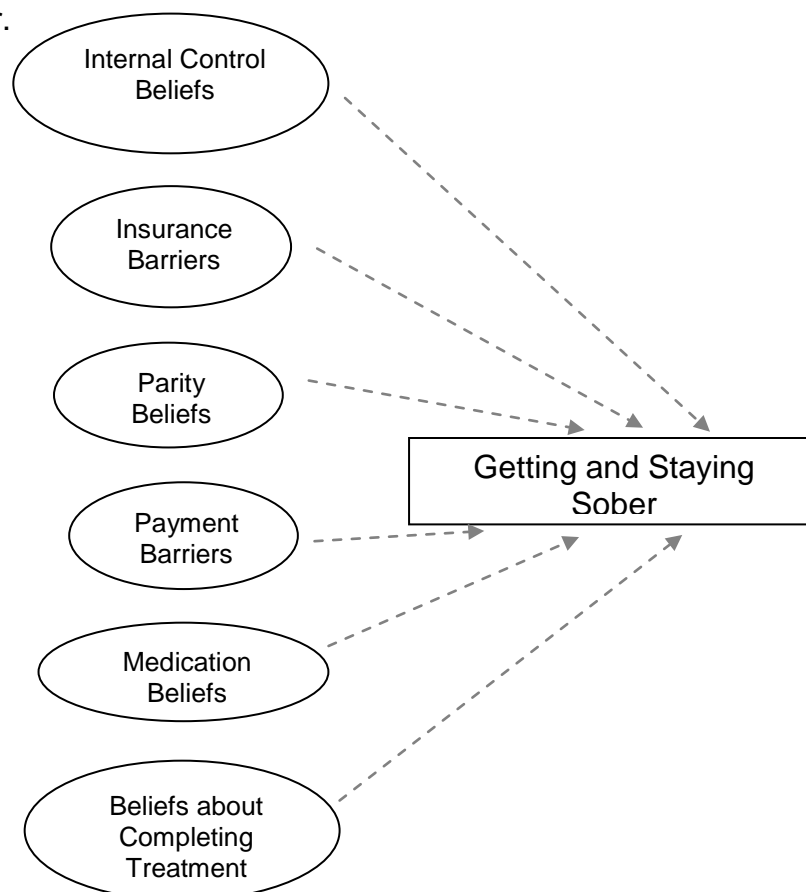 Internal Control
Beliefs
Insurance
Barriers
Parity
Beliefs
Getting and Staying
Sober
Payment
Barriers
Medication
Beliefs
Beliefs about
Completing
Treatment